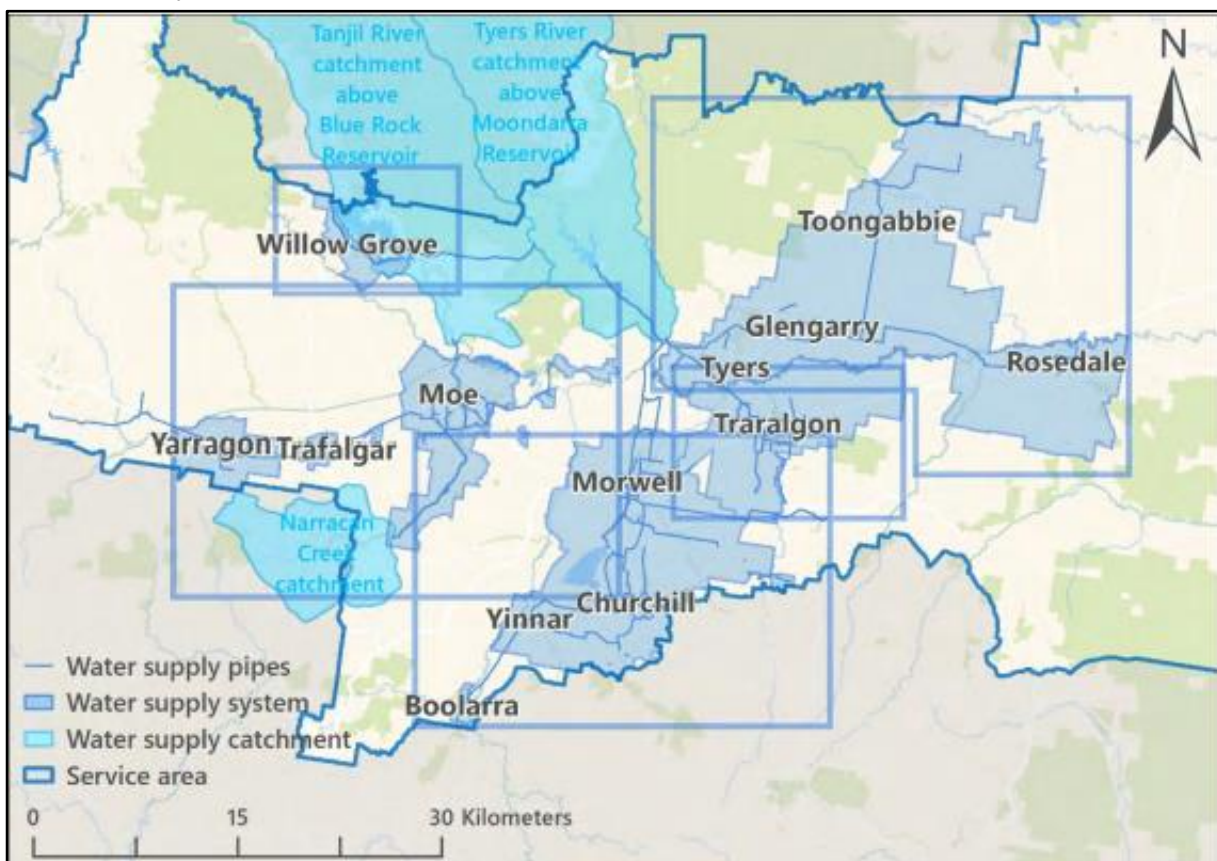 Tanjil River
catchment
above
Blue Rock
Reservoir
Tyers River
catchment
above
Moondarra
Reservoir
N
Willow Grove
Toongabbie
Glengarry
Tyers
Rosedale
Moe
Traralgon
Yarragon
Trafalgar
Morwell
Narracan
Creek
catchment
Yinnar
Churchill
Boolarra
Water supply pipes
Water supply system
Water supply catchment
Service area
0 15 30 Kilometers